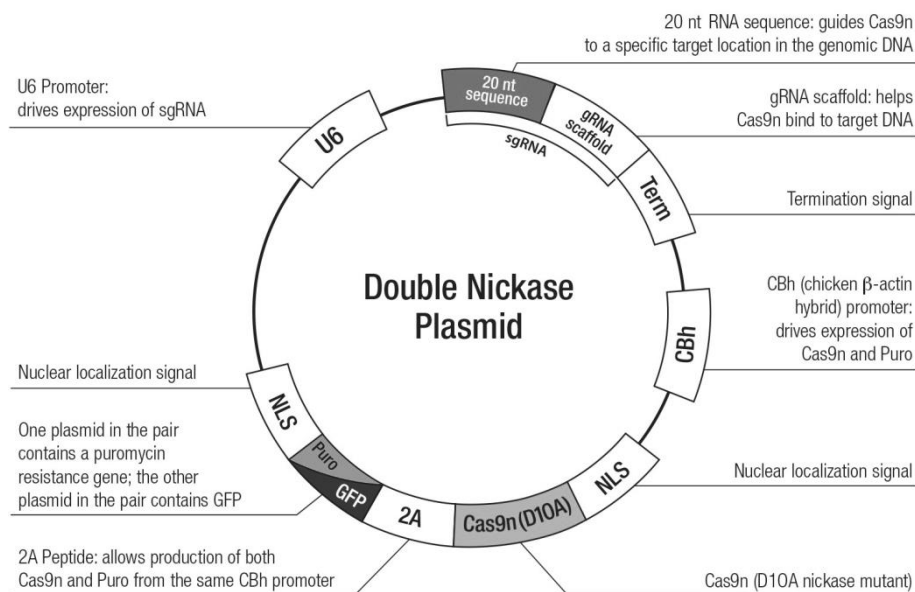 20 nt RNA sequence: guides Cas9n
to a specific target location in the genomic DNA
U6 Promoter:
drives expression of sgRNA
20 nt
sequence
gRNA
scaffold
sgRNA
gRNA scaffold: helps
Cas9n bind to target DNA
U6
Term
Termination signal
Double Nickase
Plasmid
CBh (chicken β-actin
hybrid) promoter:
drives expression of
Cas9n and Puro
CBh
Nuclear localization signal
NLS
One plasmid in the pair
contains a puromycin
resistance gene; the other
plasmid in the pair contains GFP
Puro
GFP
2A
Cas9n (D10A)
NLS
Nuclear localization signal
2A Peptide: allows production of both
Cas9n and Puro from the same CBh promoter
Cas9n (D10A nickase mutant)